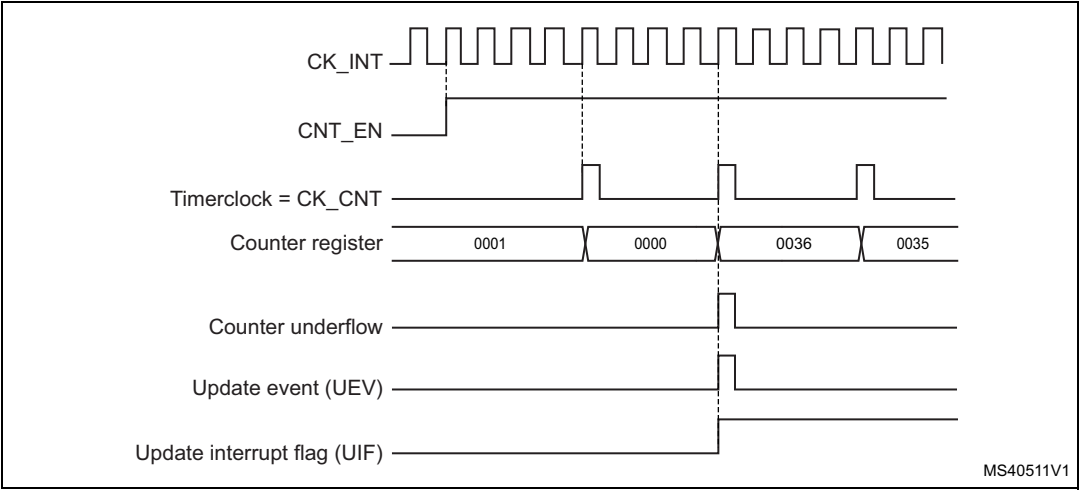 CK_INT
CNT_EN
Timerclock = CK_CNT
Counter register 0001 0000 0036 0035
Counter underflow
Update event (UEV)
Update interrupt flag (UIF)
MS40511V1